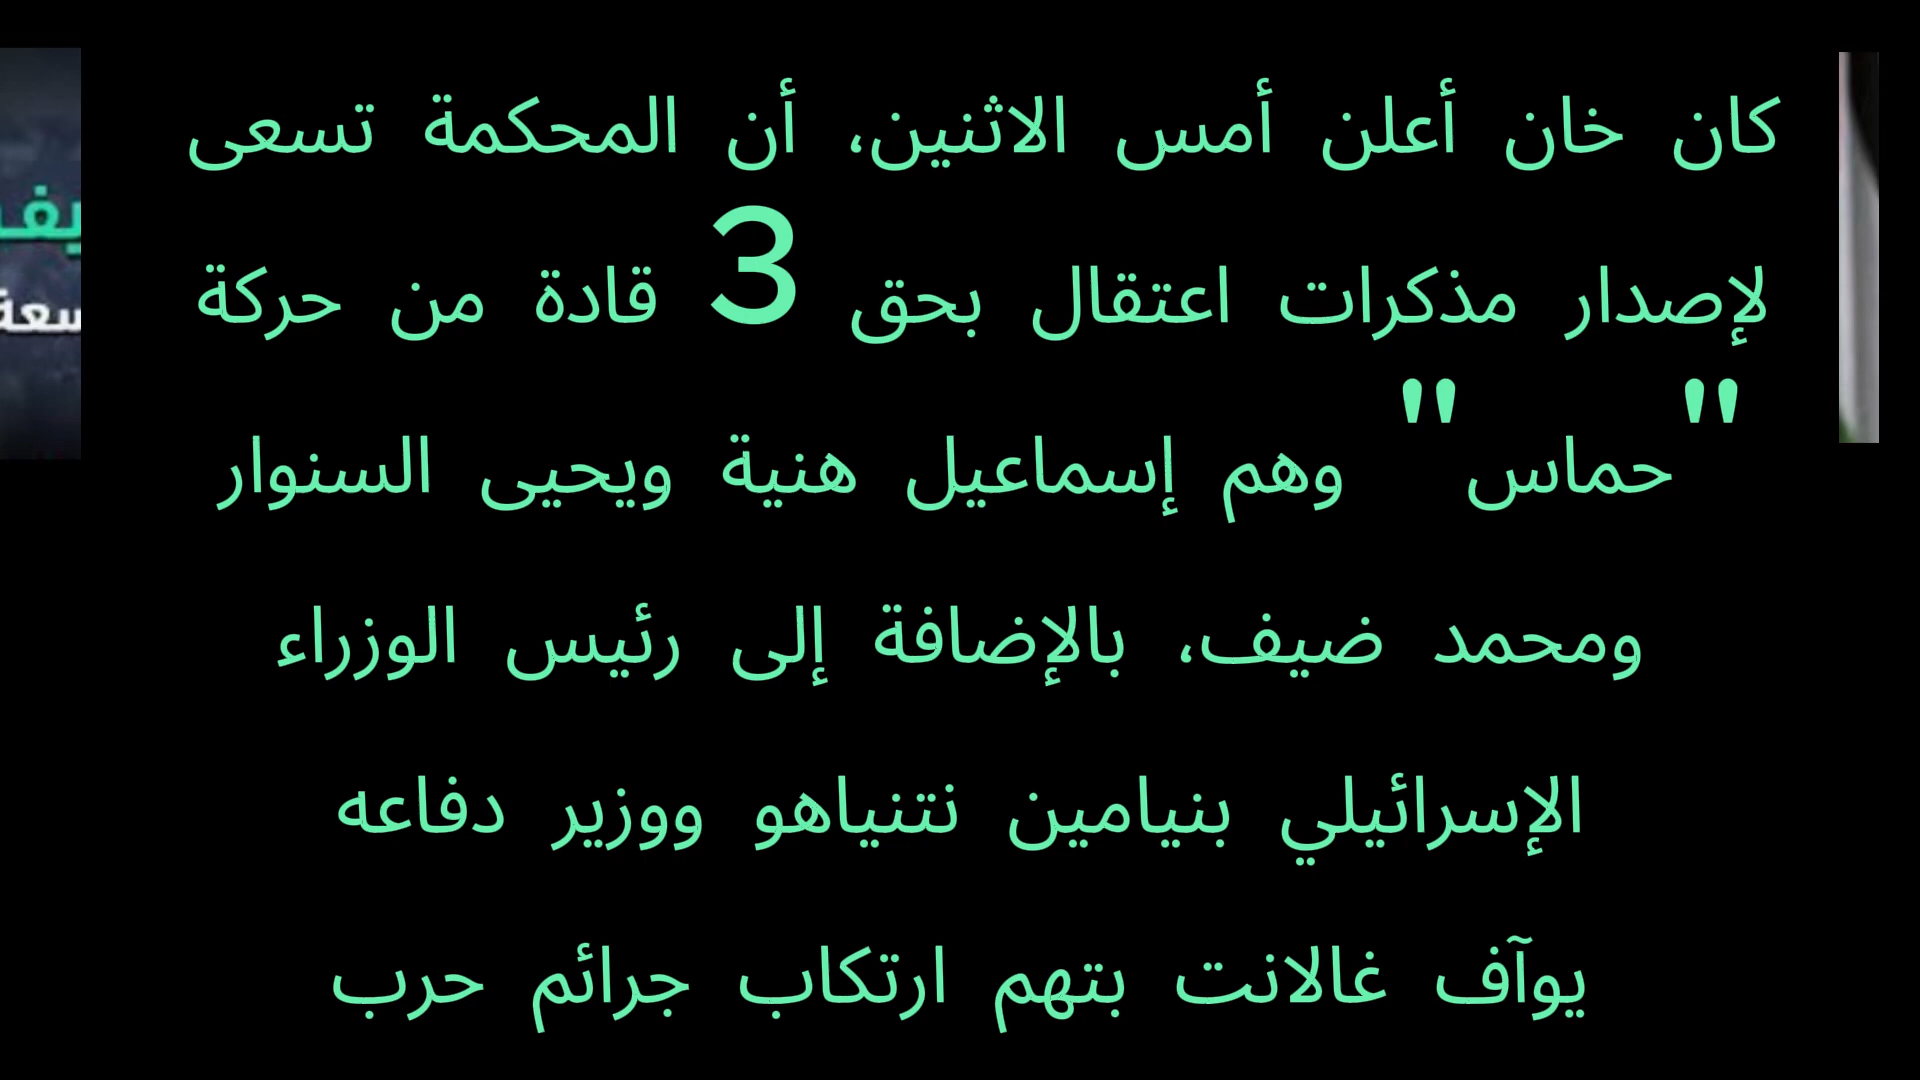 كان خان أعلن أمس الاثنين، أن المحكمة تسعى
لإصدار مذكرات اعتقال بحق 3 قادة من حركة
"حماس" وهم إسماعيل هنية ويحيى السنوار
ومحمد ضيف، بالإضافة إلى رئيس الوزراء
الإسرائيلي بنيامين نتنياهو ووزير دفاعه
يوآف غالانت بتهم ارتكاب جرائم حرب